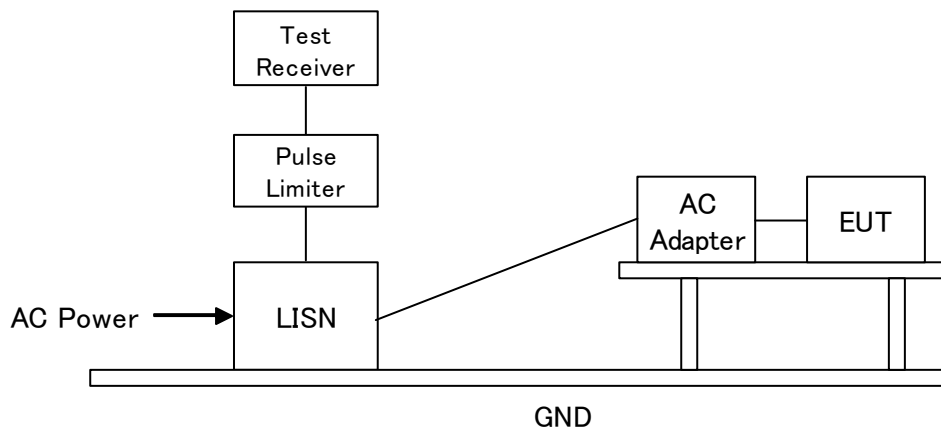 Test
Receiver
Pulse
Limiter
AC
Adapter
EUT
AC Power
LISN
GND